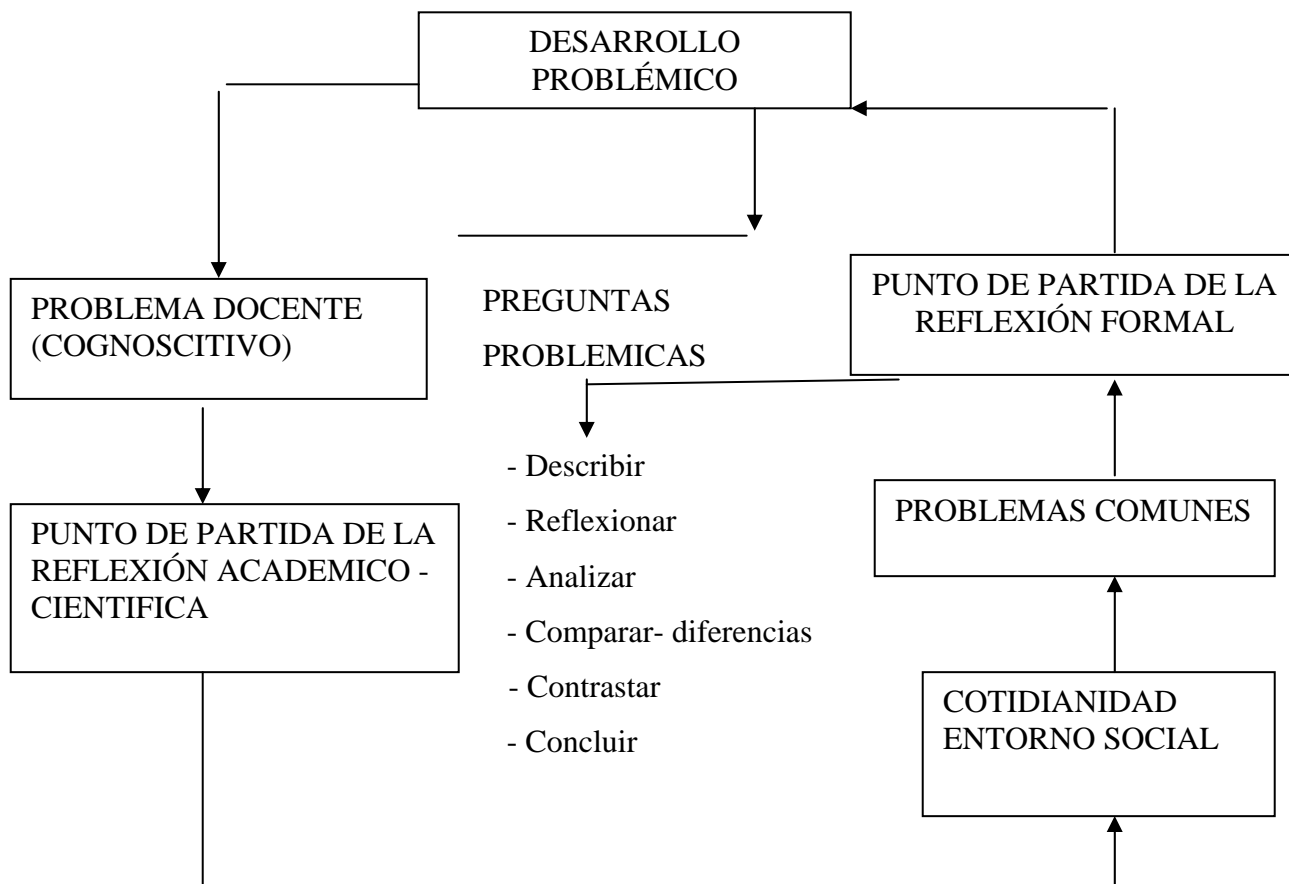 DESARROLLO
PROBLÉMICO
PROBLEMA DOCENTE
(COGNOSCITIVO)
PUNTO DE PARTIDA DE LA
REFLEXIÓN ACADEMICO -
CIENTIFICA
PREGUNTAS
PROBLEMICAS
- Describir
- Reflexionar
- Analizar
- Comparar- diferencias
- Contrastar
- Concluir
PUNTO DE PARTIDA DE LA
REFLEXIÓN FORMAL
PROBLEMAS COMUNES
COTIDIANIDAD
ENTORNO SOCIAL